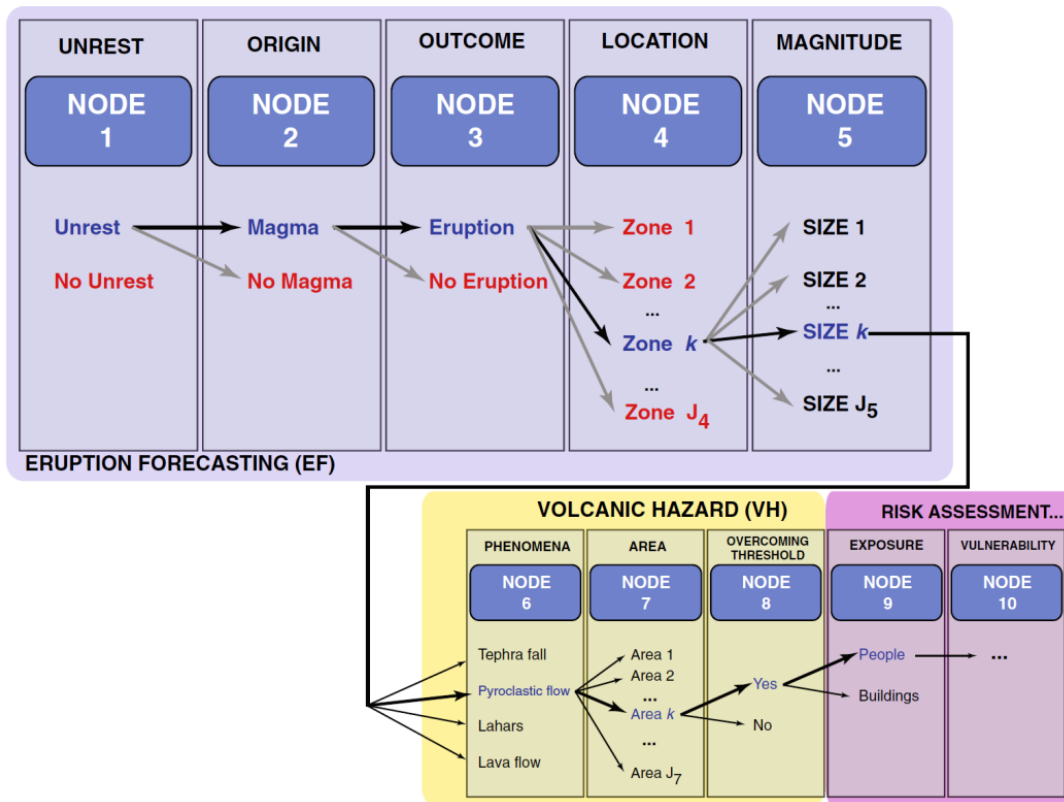 UNREST
NODE
1
Unrest
No Unrest
ORIGIN
NODE
2
Magma
No Magma
OUTCOME
NODE
3
Eruption
No Eruption
LOCATION
NODE
4
Zone 1
Zone 2
...
Zone k
...
Zone J4
MAGNITUDE
NODE
5
SIZE 1
SIZE 2
...
SIZE k
...
SIZE J5
ERUPTION FORECASTING (EF)
VOLCANIC HAZARD (VH)
PHENOMENA
NODE
6
Tephra fall
Pyroclastic flow
Lahars
Lava flow
AREA
NODE
7
Area 1
Area 2
...
Area k
...
Area J7
OVERCOMING
THRESHOLD
NODE
8
Yes
No
RISK ASSESSMENT...
EXPOSURE
NODE
9
People
Buildings
VULNERABILITY
NODE
10
...